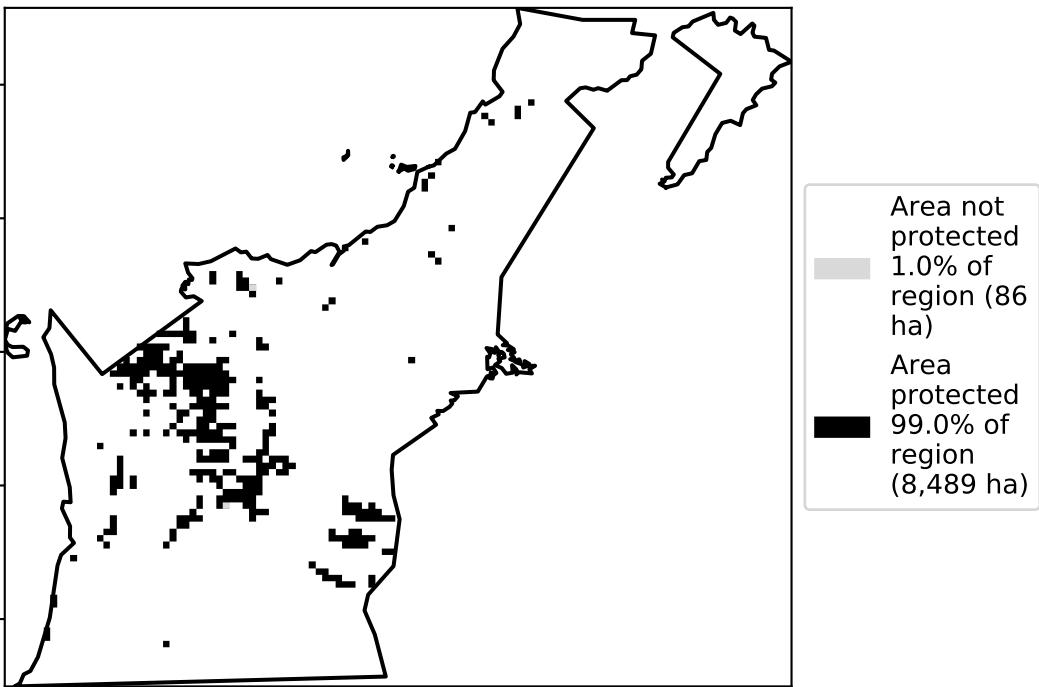 Area not
protected
1.0% of
region (86
ha)
Area
protected
99.0% of
region
(8,489 ha)